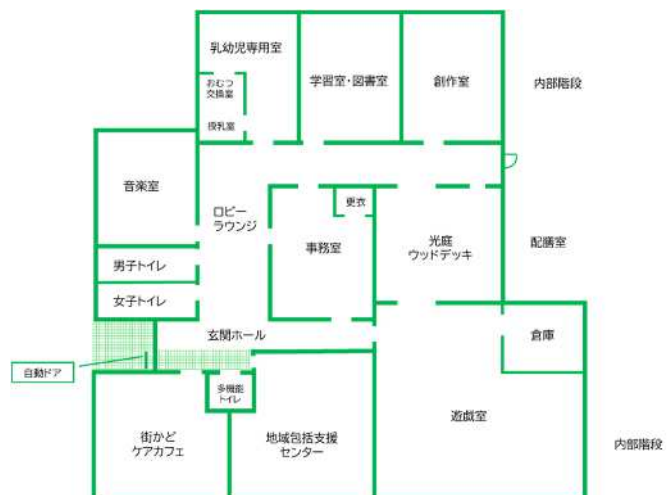 乳幼児専用室
おむつ
交換室
授乳室
学習室・図書室
創作室
内部階段
音楽室
ロビー
ラウンジ
更衣
事務室
光庭
ウッドデッキ
配膳室
男子トイレ
女子トイレ
玄関ホール
倉庫
自動ドア
多機能
トイレ
街かど
ケアカフェ
地域包括支援
センター
遊戯室
内部階段